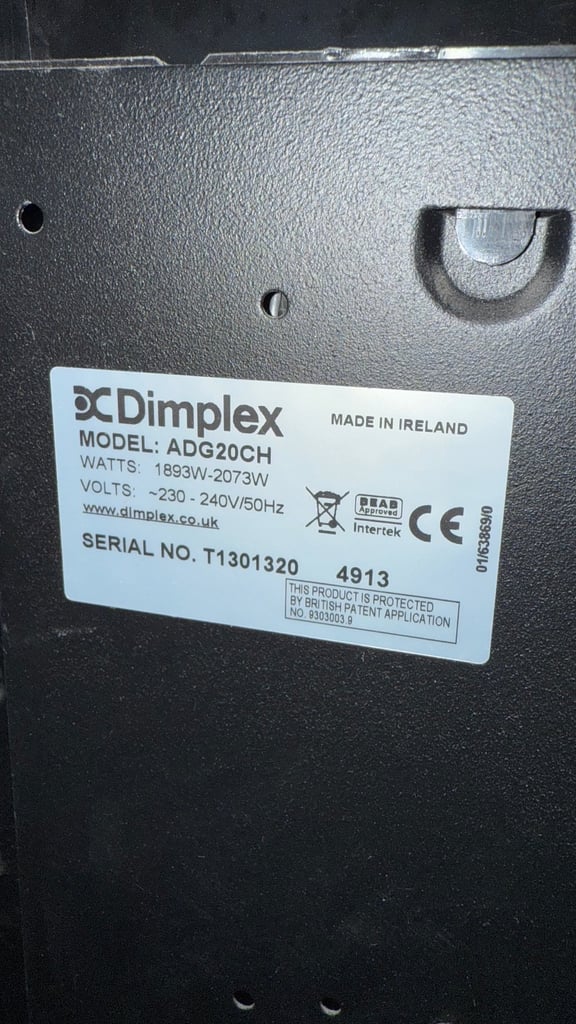 Dimplex
MADE IN IRELAND
MODEL: ADG20CH
WATTS: 1893W-2073W
VOLTS: ~230 - 240V/50Hz
www.dimplex.co.uk
BEAB
Approved
Intertek
CE
01/63869/0
SERIAL NO. T1301320 4913
THIS PRODUCT IS PROTECTED
BY BRITISH PATENT APPLICATION
NO. 9303003.9